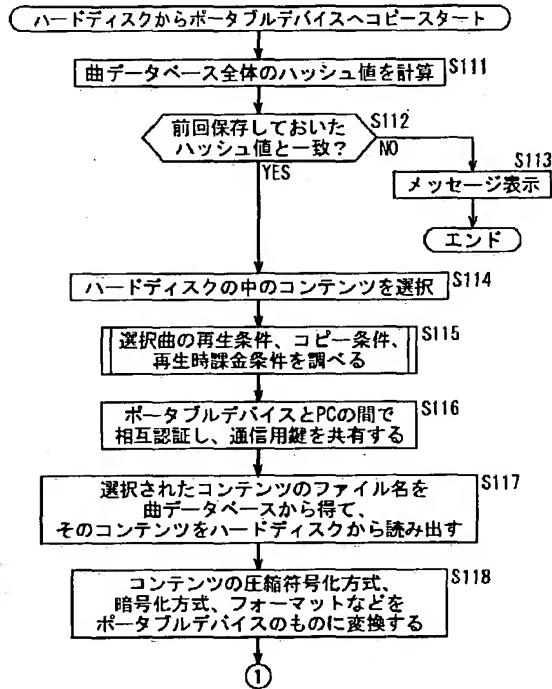 ハードディスクからポータブルデバイスへコピースタート
曲データベース全体のハッシュ値を計算
S111
前回保存しておいた
ハッシュ値と一致?
S112
NO
YES
S113
メッセージ表示
エンド
ハードディスクの中のコンテンツを選択
S114
選択曲の再生条件、コピー条件、
再生時課金条件を調べる
S115
ポータブルデバイスとPCの間で
相互認証し、通信用鍵を共有する
S116
選択されたコンテンツのファイル名を
曲データベースから得て、
そのコンテンツをハードディスクから読み出す
S117
コンテンツの圧縮符号化方式、
暗号化方式、フォーマットなどを
ポータブルデバイスのものに変換する
S118
1